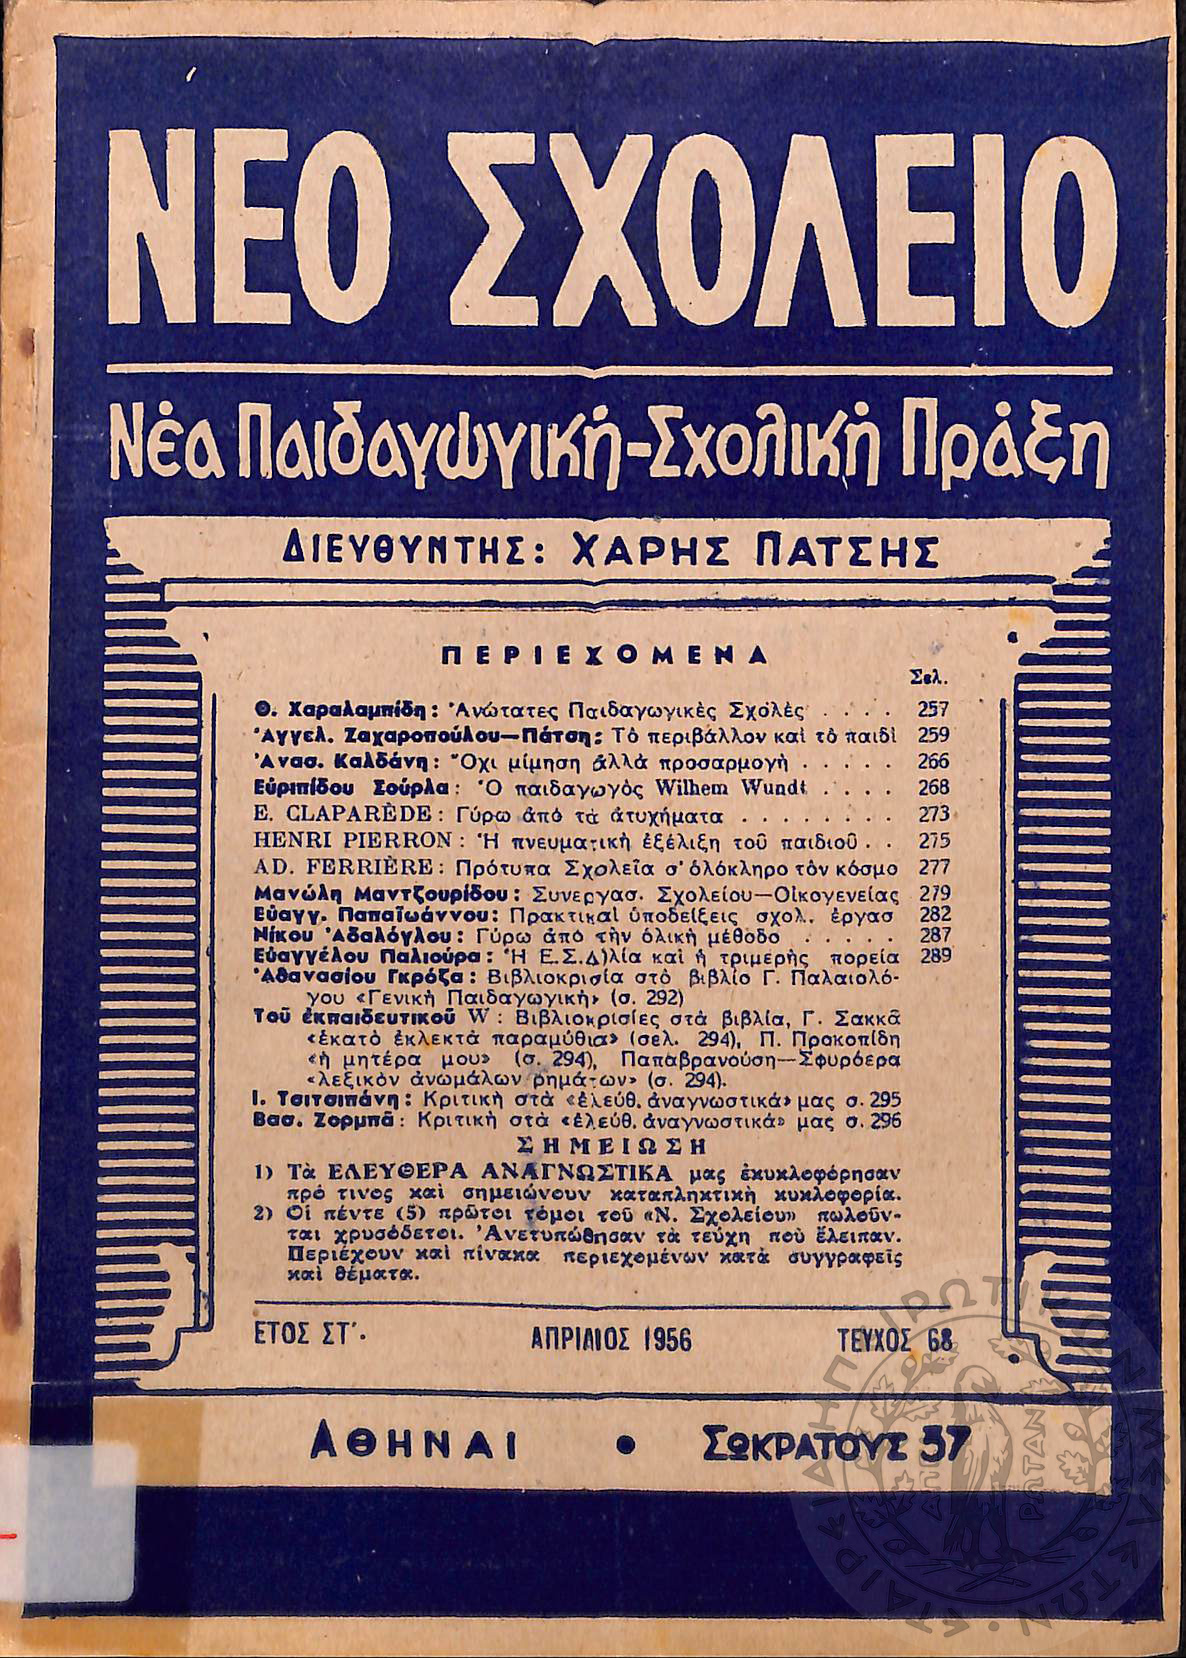 ΝΕΟ ΣΧΟΛΕΙΟ
Νέα Παιδαγωγική-Σχολική Πράξη
ΔΙΕΥΘΥΝΤΗΣ: ΧΑΡΗΣ ΠΑΤΣΗΣ
ΠΕΡΙΕΧΟΜΕΝΑ
Σελ.
Θ. Χαραλαμπίδη: Ἀνώτατες Παιδαγωγικὲς Σχολὲς . . . . 257
Ἀγγελ. Ζαχαροπούλου—Πάτση: Τὸ περιβάλλον καὶ τὸ παιδὶ 259
Ἀνασ. Καλδάνη: Ὄχι μίμηση ἀλλὰ προσαρμογὴ . . . . . 266
Εὐριπίδου Σούρλα: Ὁ παιδαγωγὸς Wilhem Wundt . . . . 268
E. CLAPARÈDE: Γύρω ἀπὸ τὰ ἀτυχήματα . . . . . . . . 273
HENRI PIERRON: Ἡ πνευματικὴ ἐξέλιξη τοῦ παιδιοῦ . . 275
AD. FERRIÈRE: Πρότυπα Σχολεῖα σ' ὁλόκληρο τὸν κόσμο 277
Μανώλη Μαντζουρίδου: Συνεργασ. Σχολείου—Οἰκογενείας 279
Εὐαγγ. Παπαϊωάννου: Πρακτικαὶ ὑποδείξεις σχολ. ἐργασ 282
Νίκου Ἀδαλόγλου: Γύρω ἀπὸ τὴν ὁλικὴ μέθοδο . . . . . 287
Εὐαγγέλου Παλιούρα: Ἡ Ε.Σ.Δ)λία καὶ ἡ τριμερὴς πορεία 289
Ἀθανασίου Γκρόζα: Βιβλιοκρισία στὸ βιβλίο Γ. Παλαιολό-
γου «Γενικὴ Παιδαγωγικὴ» (σ. 292)
Τοῦ ἐκπαιδευτικοῦ W: Βιβλιοκρισίες στὰ βιβλία, Γ. Σακκᾶ
«ἑκατὸ ἐκλεκτὰ παραμύθια» (σελ. 294), Π. Προκοπίδη
«ἡ μητέρα μου» (σ. 294), Παπαβρανούση—Σφυρόερα
«λεξικὸν ἀνωμάλων ρημάτων» (σ. 294).
Ι. Τσιτσιπάνη: Κριτικὴ στὰ «ἐλεύθ. ἀναγνωστικά» μας σ. 295
Βασ. Ζορμπᾶ: Κριτικὴ στὰ «ἐλεύθ. ἀναγνωστικά» μας σ. 296
ΣΗΜΕΙΩΣΗ
1) Τὰ ΕΛΕΥΘΕΡΑ ΑΝΑΓΝΩΣΤΙΚΑ μας ἐκυκλοφόρησαν
πρό τινος καὶ σημειώνουν καταπληκτικὴ κυκλοφορία.
2) Οἱ πέντε (5) πρῶτοι τόμοι τοῦ «Ν. Σχολείου» πωλοῦν-
ται χρυσόδετοι. Ἀνετυπώθησαν τὰ τεύχη ποὺ ἔλειπαν.
Περιέχουν καὶ πίνακα περιεχομένων κατὰ συγγραφεῖς
καὶ θέματα.
ΕΤΟΣ ΣΤ΄. ΑΠΡΙΛΙΟΣ 1956 ΤΕΥΧΟΣ 68
ΑΘΗΝΑΙ • ΣΩΚΡΑΤΟΥΣ 37
ΕΤΑΙΡΕΙΑ ΗΠΕΙΡΩΤΙΚΩΝ ΜΕΛΕΤΩΝ
ΑΠΕΙΡΩΤΑΝ